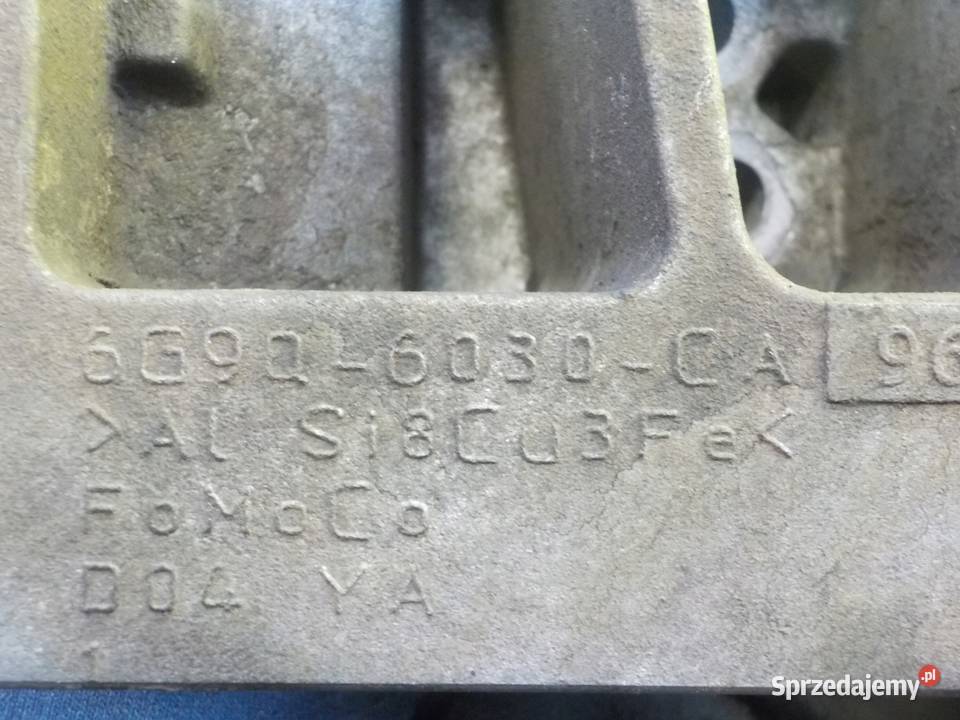 6G9Q-6030-CA 96
>Al Si8Cu3Fe<
FoMoCo
D04 YA
1
Sprzedajemy.pl